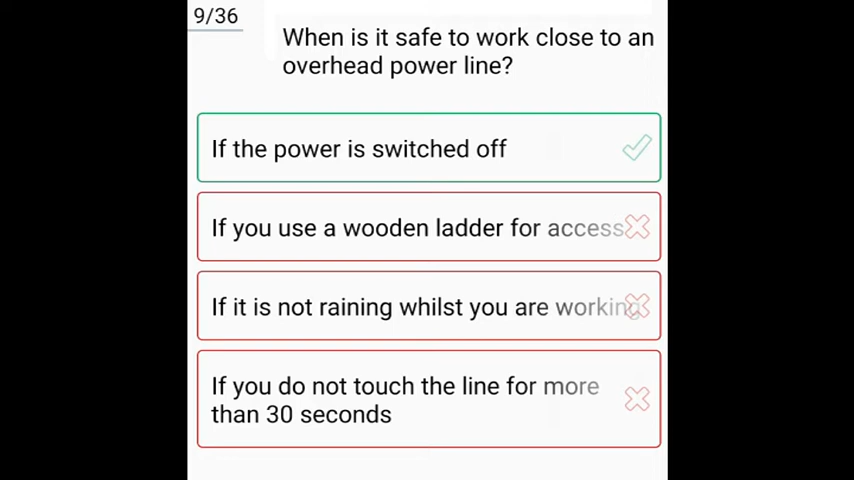 9/36
When is it safe to work close to an
overhead power line?
If the power is switched off
If you use a wooden ladder for access
If it is not raining whilst you are working
If you do not touch the line for more
than 30 seconds